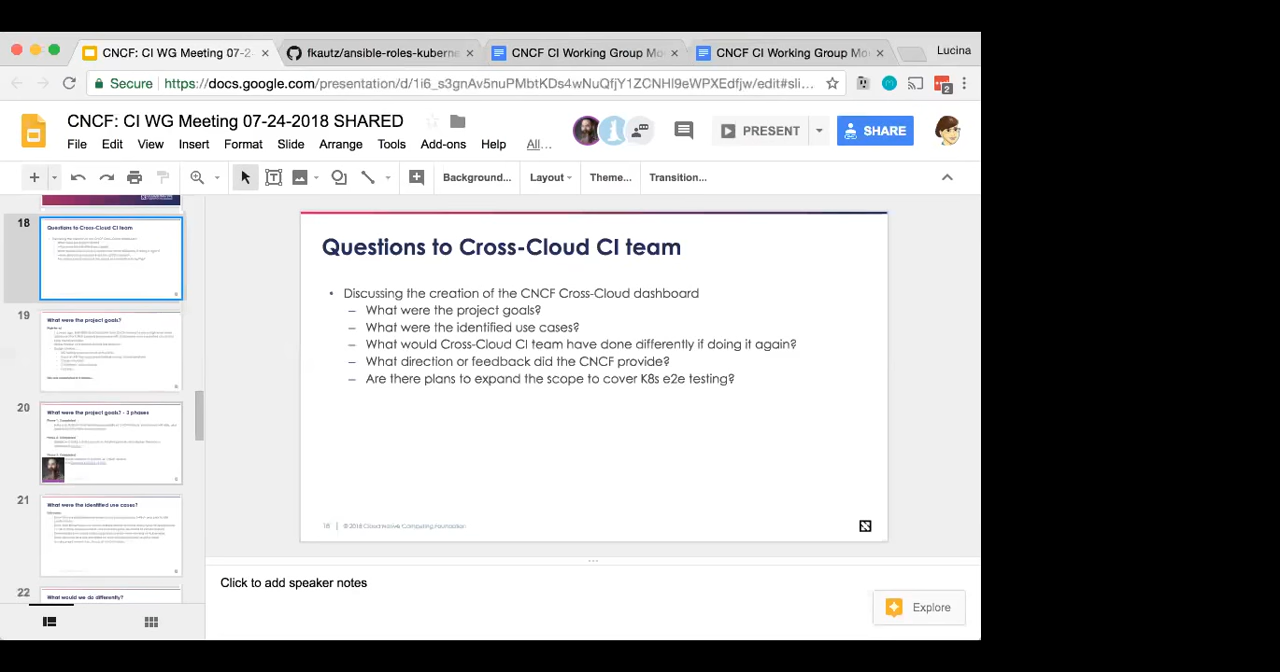 CNCF: CI WG Meeting 07-2
fkautz/ansible-roles-kubern
CNCF CI Working Group Mo
CNCF CI Working Group Mo
Lucina
Secure
https://docs.google.com/presentation/d/1i6_s3gnAv5nuPMbtKDs4wNuQfjY1ZCNHl9eWPXEdfjw/edit#sli...
2
CNCF: CI WG Meeting 07-24-2018 SHARED
File Edit View Insert Format Slide Arrange Tools Add-ons Help All...
PRESENT
SHARE
Background...
Layout
Theme...
Transition...
18
Questions to Cross-Cloud CI team
19
What were the project goals?
20
What were the project goals? - 3 phases
21
What were the identified use cases?
22
What would we do differently?
Questions to Cross-Cloud CI team
• Discussing the creation of the CNCF Cross-Cloud dashboard
– What were the project goals?
– What were the identified use cases?
– What would Cross-Cloud CI team have done differently if doing it again?
– What direction or feedback did the CNCF provide?
– Are there plans to expand the scope to cover K8s e2e testing?
18 © 2018 Cloud Native Computing Foundation
Click to add speaker notes
Explore